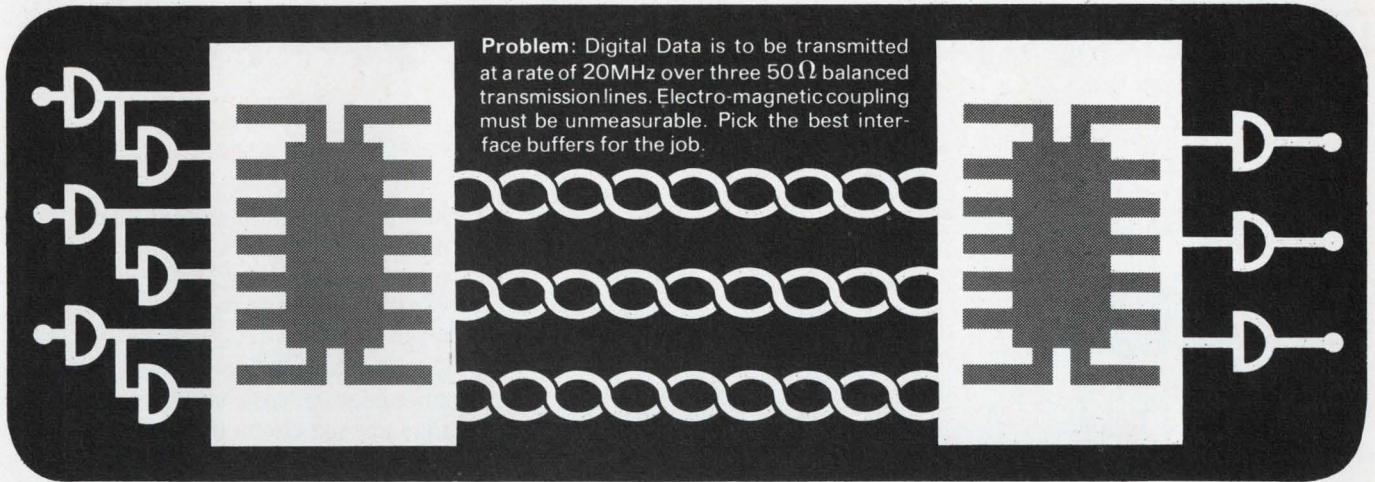 Problem: Digital Data is to be transmitted
at a rate of 20MHz over three 50 Ω balanced
transmission lines. Electro-magnetic coupling
must be unmeasurable. Pick the best inter-
face buffers for the job.